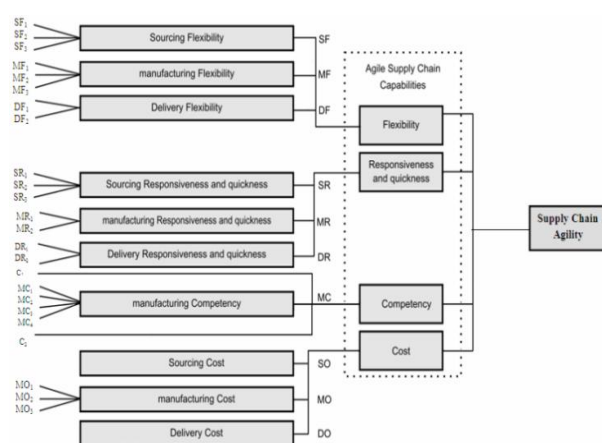 SF₁
SF₂
SF₃
Sourcing Flexibility
SF
MF₁
MF₂
MF₃
manufacturing Flexibility
MF
DF₁
DF₂
Delivery Flexibility
DF
Agile Supply Chain
Capabilities
Flexibility
Responsiveness
and quickness
SR₁
SR₂
Sourcing Responsiveness and quickness
SR
MR₁
MR₂
manufacturing Responsiveness and quickness
MR
DR₁
Delivery Responsiveness and quickness
DR
MC₁
MC₂
MC₃
MC₄
manufacturing Competency
MC
Competency
Cost
Supply Chain
Agility
Sourcing Cost
SO
MO₁
MO₂
MO₃
manufacturing Cost
MO
Delivery Cost
DO